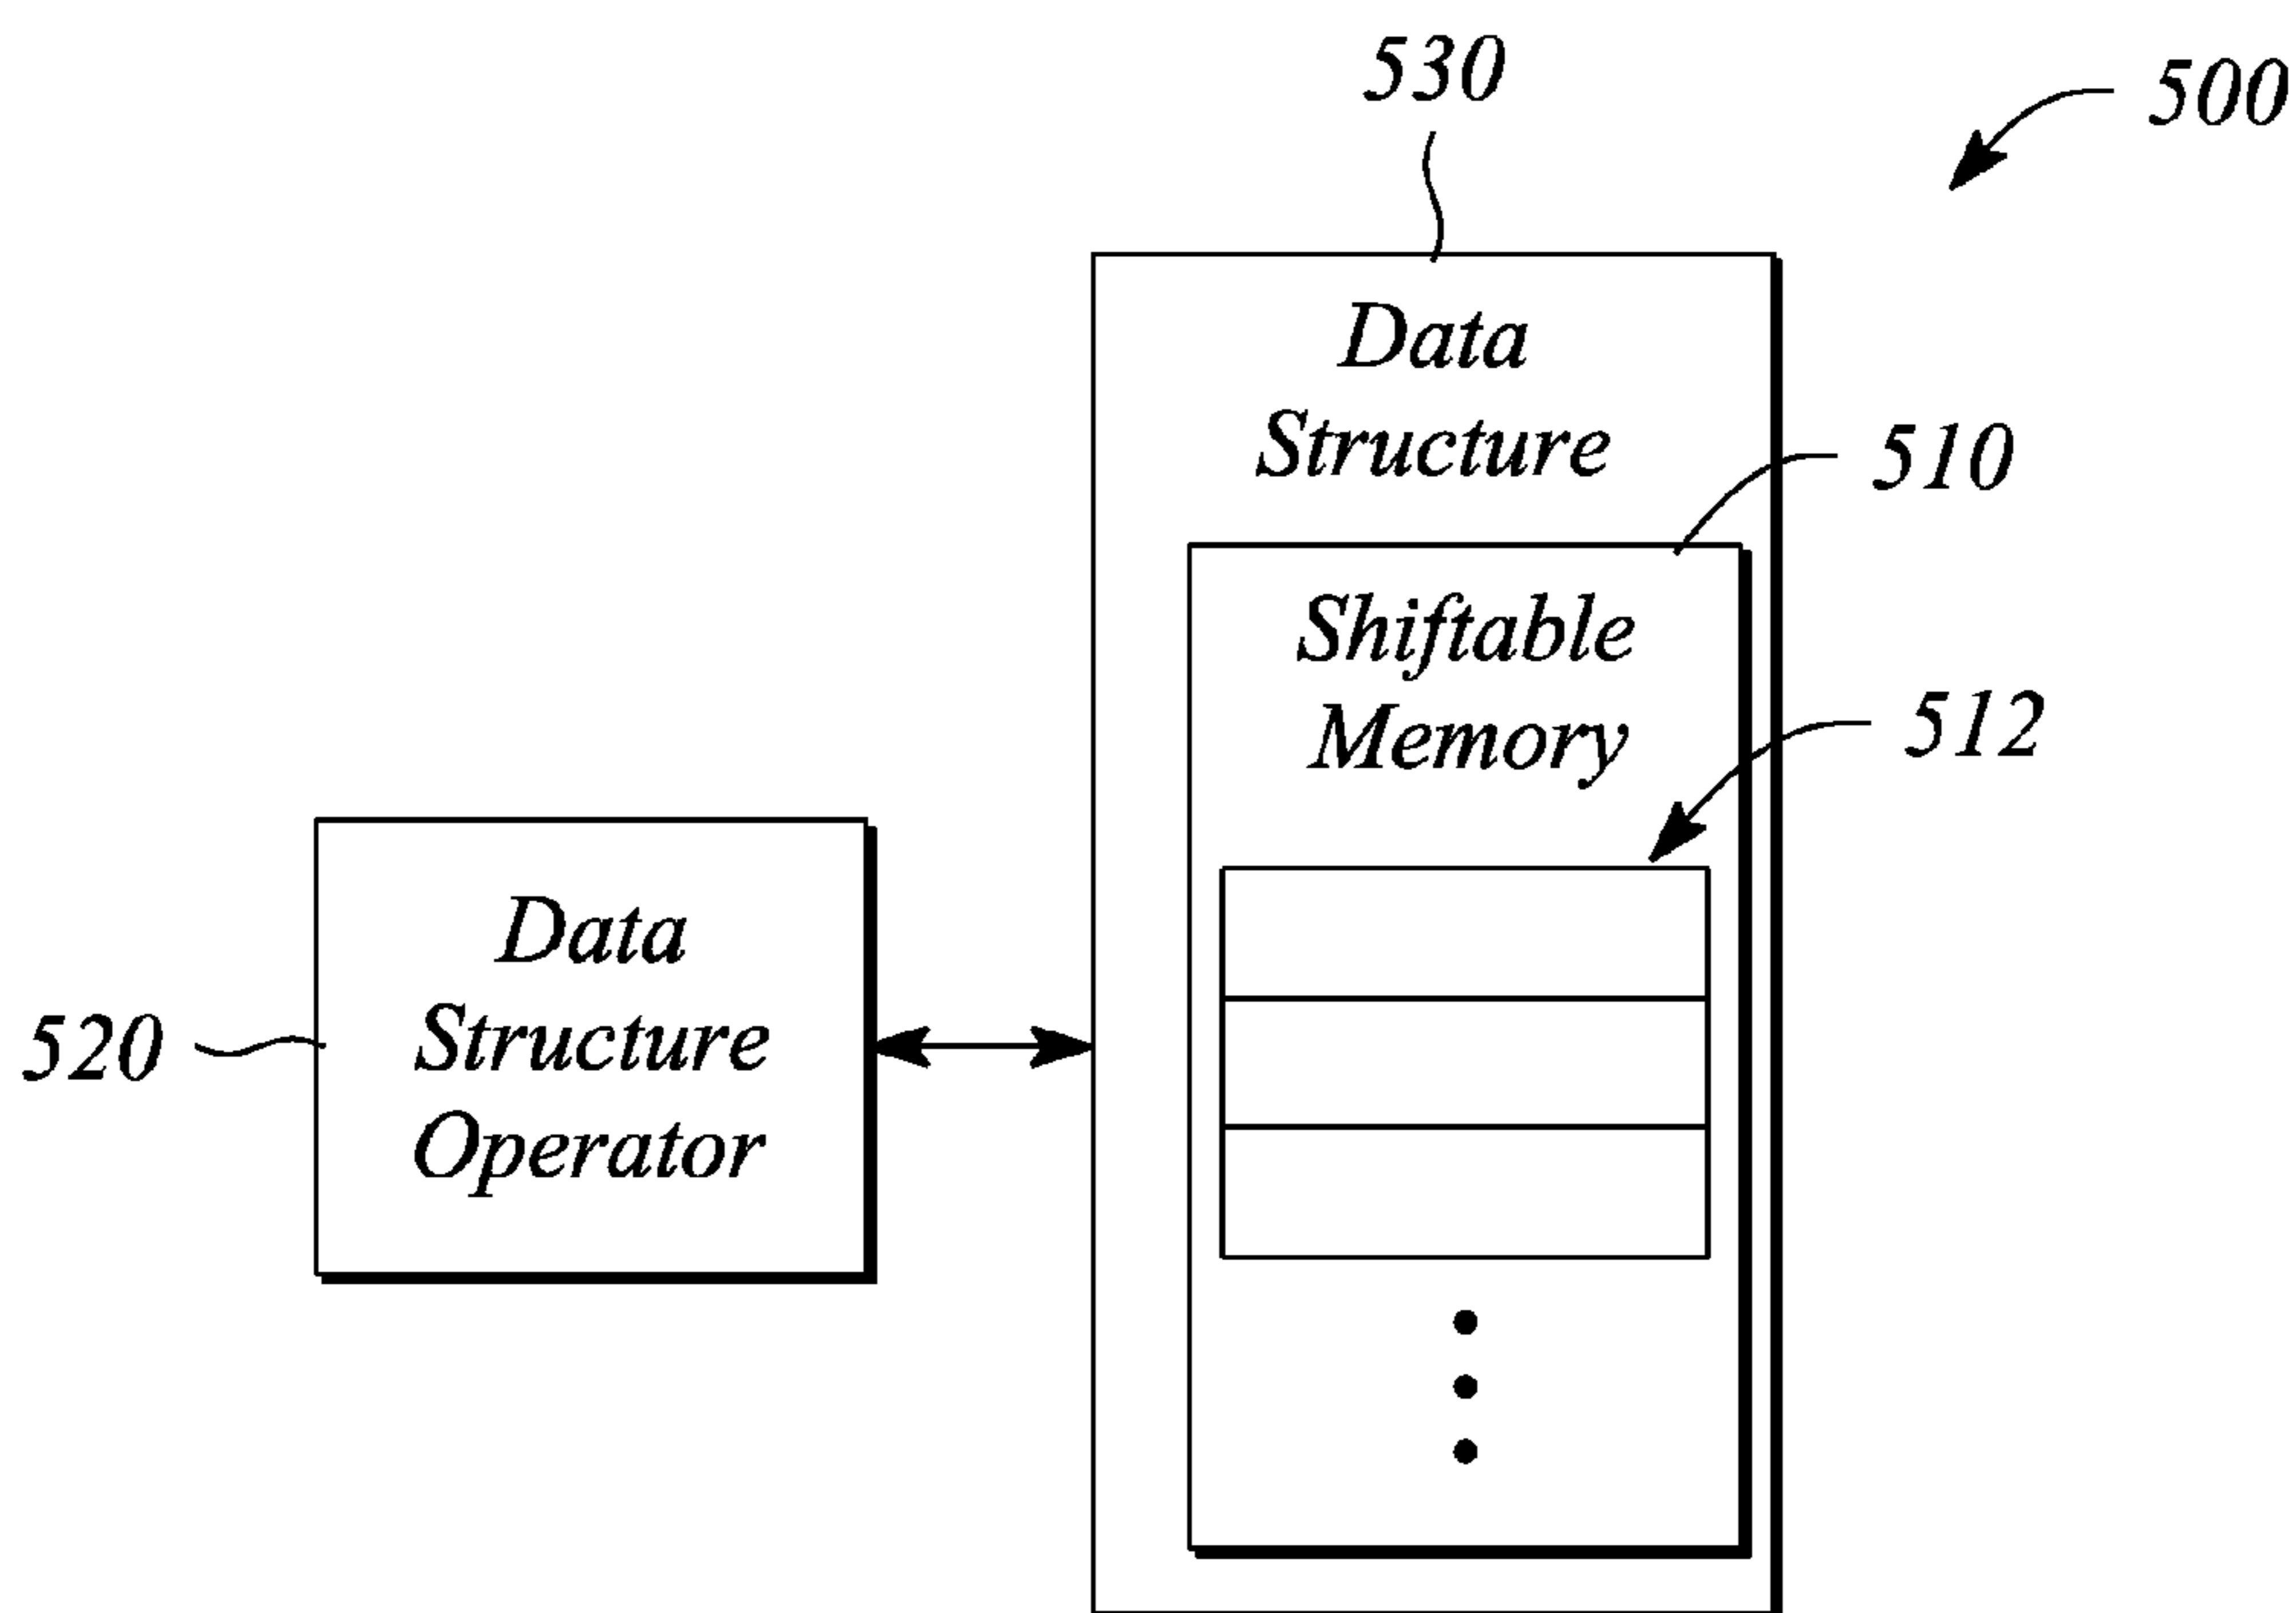 530
500
Data
Structure
510
Shiftable
Memory
512
Data
Structure
Operator
520